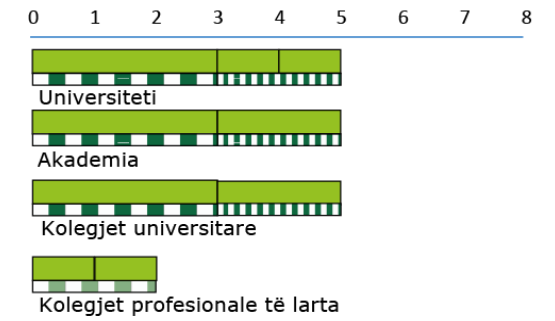 0 1 2 3 4 5 6 7 8
Universiteti
Akademia
Kolegjet universitare
Kolegjet profesionale të larta